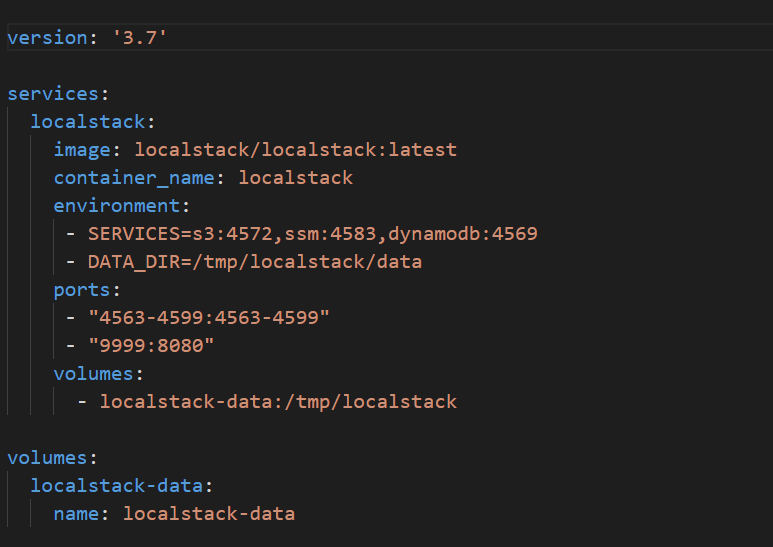 version: '3.7'
services:
localstack:
image: localstack/localstack:latest
container_name: localstack
environment:
- SERVICES=s3:4572,ssm:4583,dynamodb:4569
- DATA_DIR=/tmp/localstack/data
ports:
- "4563-4599:4563-4599"
- "9999:8080"
volumes:
- localstack-data:/tmp/localstack
volumes:
localstack-data:
name: localstack-data